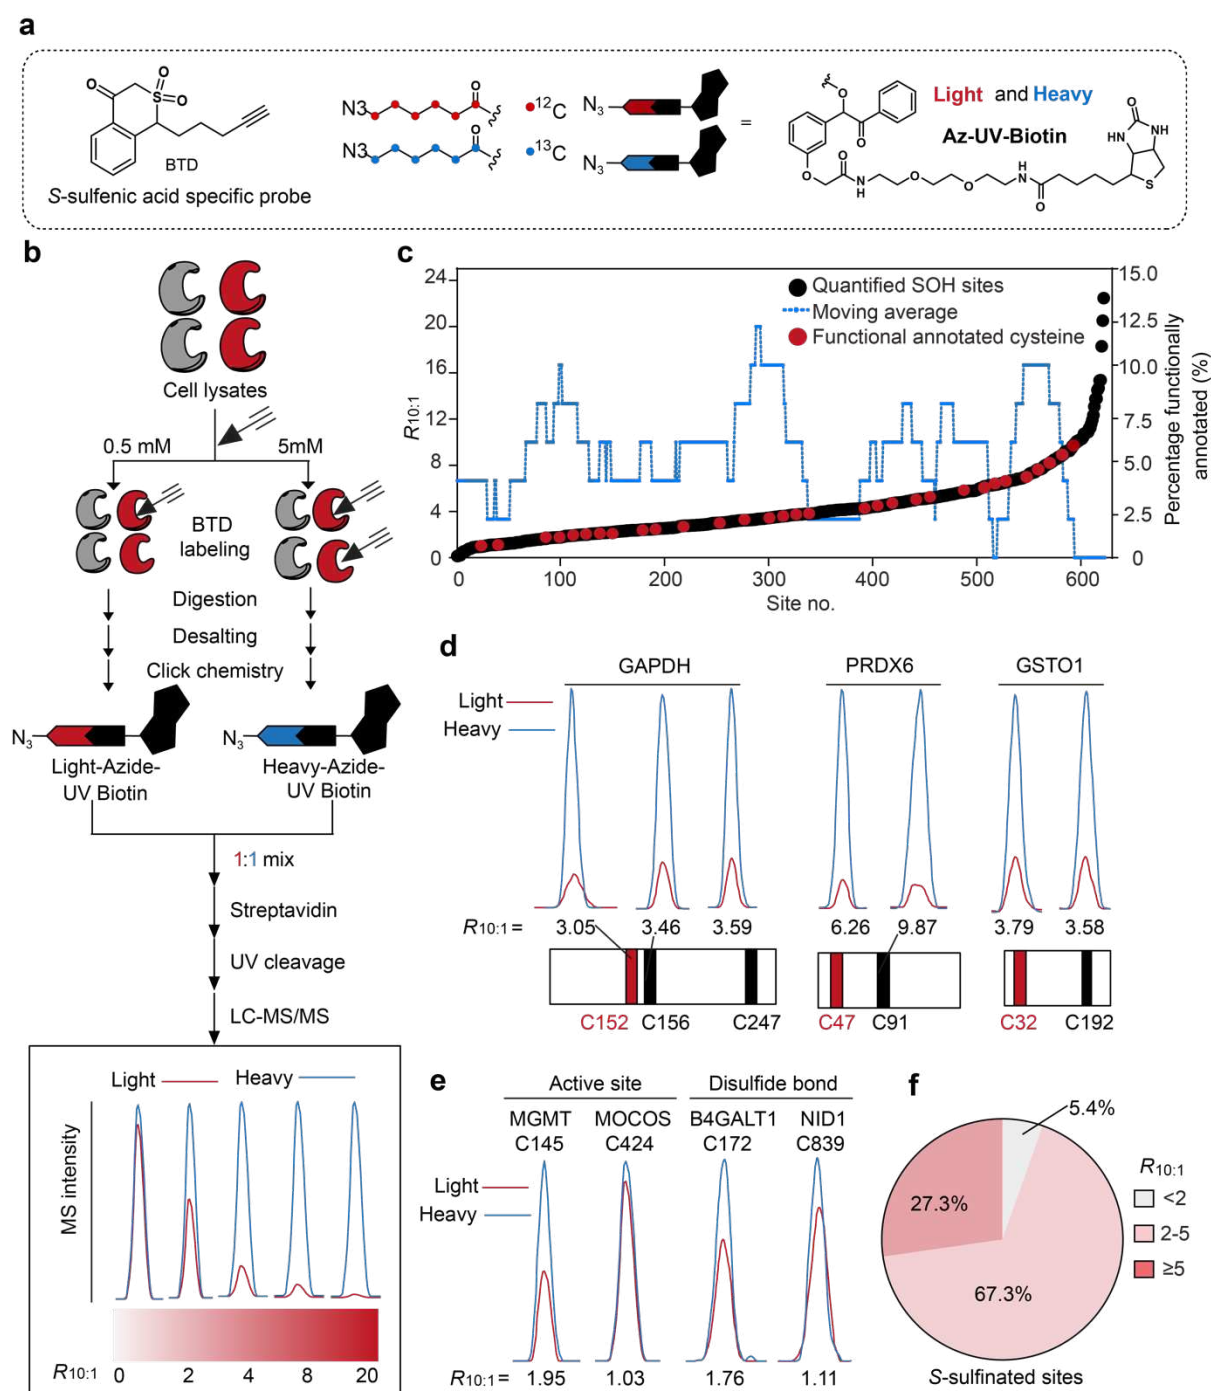 a
O
O
S
O
BTD
S-sulfenic acid specific probe
N3
O
12C
N3
O
13C
N3
N3
=
O
O
O
O
N
H
O
O
H
N
O
S
HN
NH
O
Light and Heavy
Az-UV-Biotin
b
Cell lysates
0.5 mM
5mM
BTD
labeling
Digestion
Desalting
Click chemistry
N3
N3
Light-Azide-
UV Biotin
Heavy-Azide-
UV Biotin
1:1 mix
Streptavidin
UV cleavage
LC-MS/MS
Light
Heavy
MS intensity
R10:1
0
2
4
8
20
c
24
20
16
12
8
4
0
R10:1
Quantified SOH sites
Moving average
Functional annotated cysteine
15.0
12.5
10.0
7.5
5.0
2.5
0
Percentage functionally
annotated (%)
0
100
200
300
400
500
600
Site no.
d
GAPDH
PRDX6
GSTO1
Light
Heavy
R10:1 =
3.05
3.46
3.59
6.26
9.87
3.79
3.58
C152
C156
C247
C47
C91
C32
C192
e
Active site
Disulfide bond
MGMT
C145
MOCOS
C424
B4GALT1
C172
NID1
C839
Light
Heavy
R10:1 =
1.95
1.03
1.76
1.11
f
5.4%
27.3%
67.3%
R10:1
<2
2-5
≥5
S-sulfinated sites